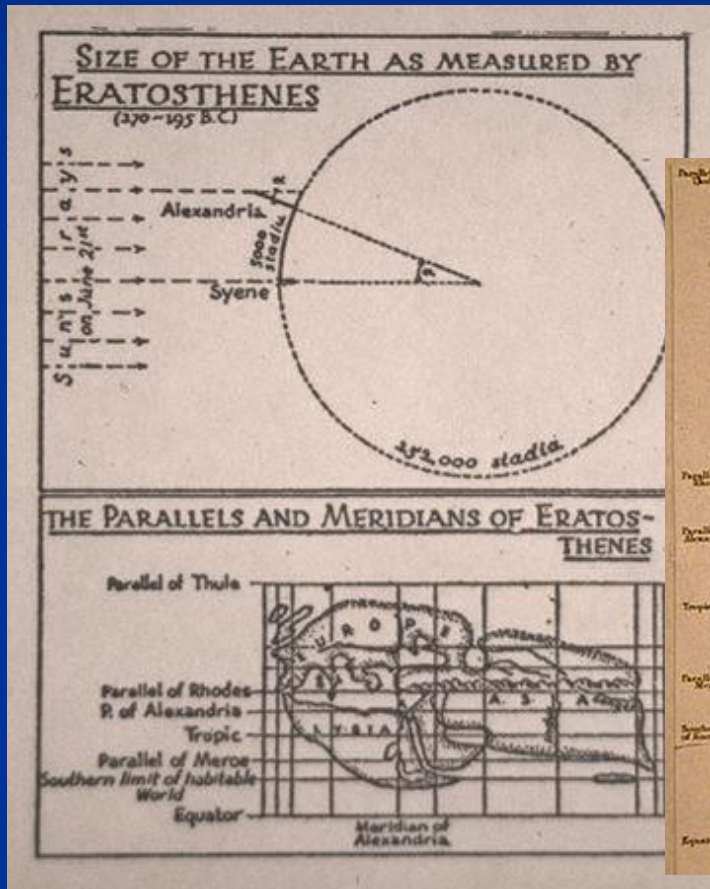 SIZE OF THE EARTH AS MEASURED BY
ERATOSTHENES
(270-195 B.C)
Sun's rays
on June 21st
Alexandria
5000
stadia
Syene
252,000 stadia
THE PARALLELS AND MERIDIANS OF ERATOS-
THENES
Parallel of Thula
EUROPE
Parallel of Rhodes
P. of Alexandria
ASIA
Tropic
LYBIA
Parallel of Meroe
Southern limit of habitable
World
Equator
Meridian of
Alexandria